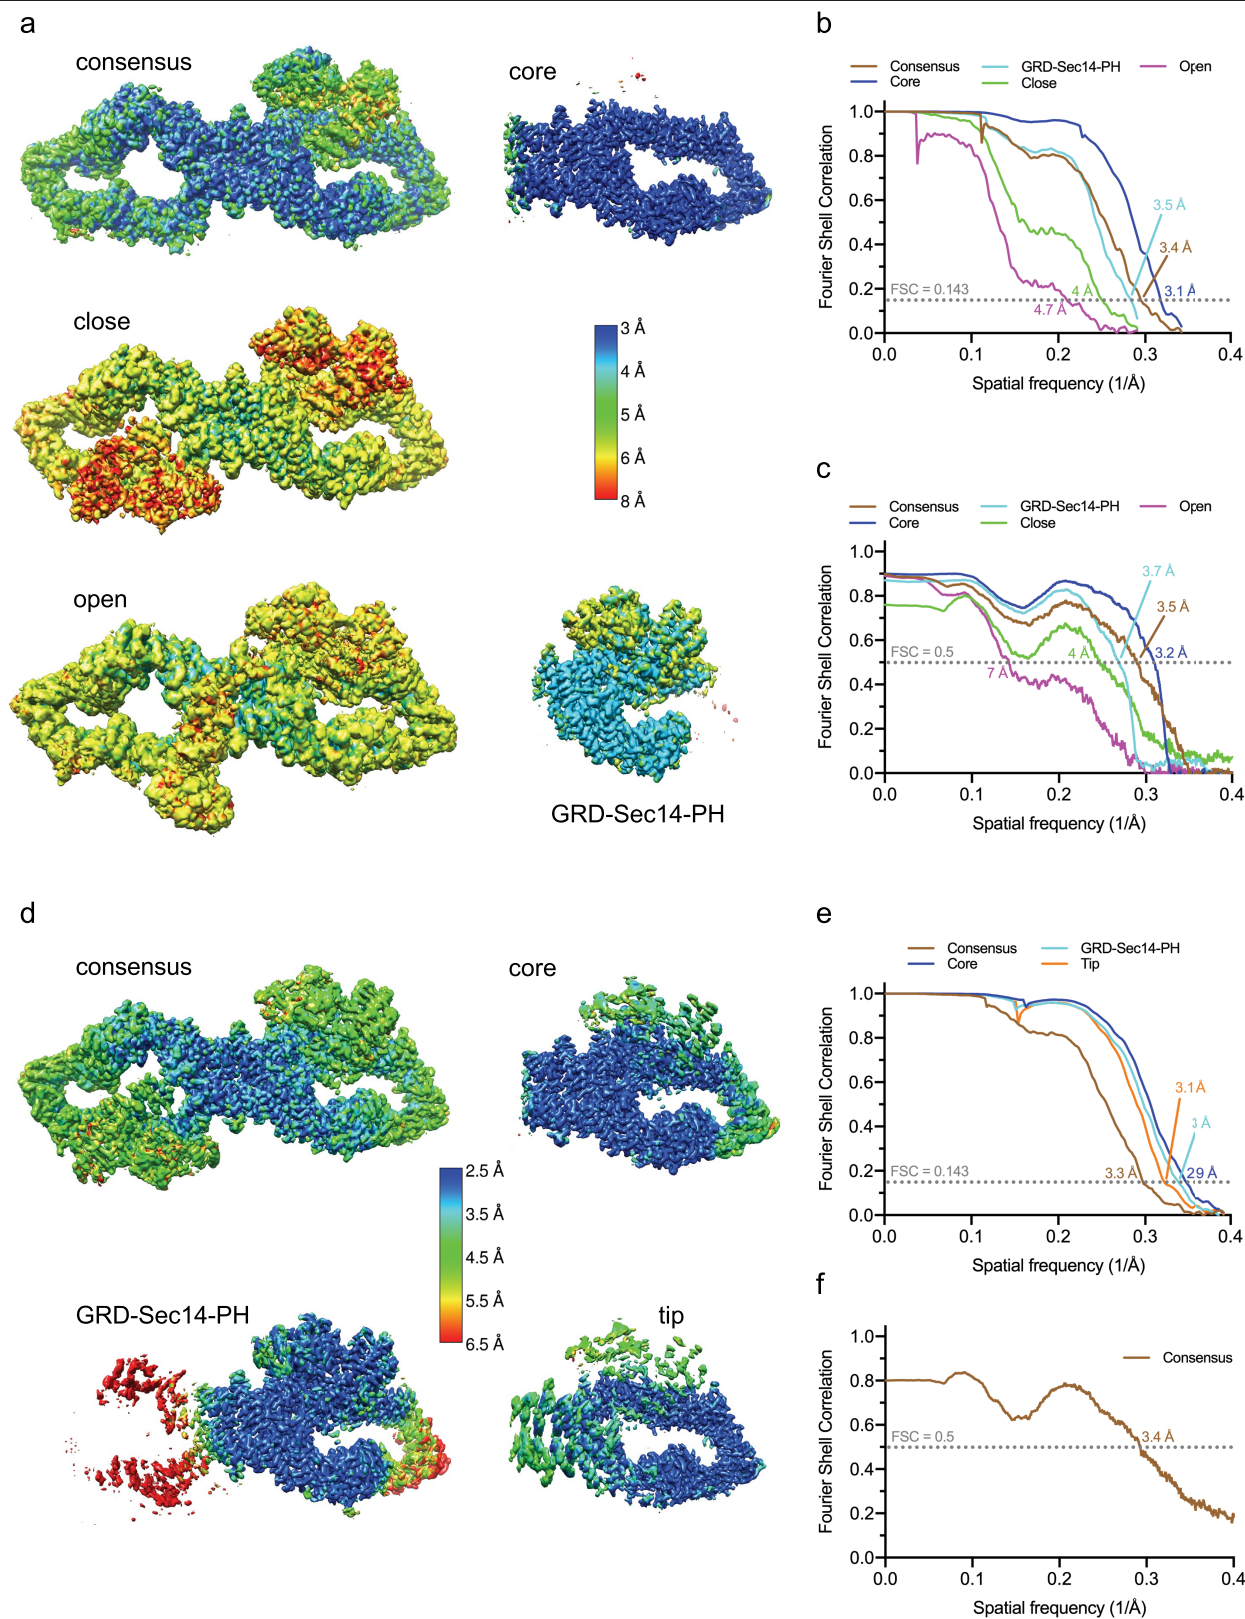 a
consensus
core
close
3 Å
4 Å
5 Å
6 Å
8 Å
open
GRD-Sec14-PH
b
Consensus
GRD-Sec14-PH
Open
Core
Close
Fourier Shell Correlation
1.0
0.8
0.6
0.4
0.2
0.0
FSC = 0.143
3.5 Å
3.4 Å
3.1 Å
4 Å
4.7 Å
0.0
0.1
0.2
0.3
0.4
Spatial frequency (1/Å)
c
Consensus
GRD-Sec14-PH
Open
Core
Close
Fourier Shell Correlation
1.0
0.8
0.6
0.4
0.2
0.0
FSC = 0.5
3.7 Å
3.5 Å
3.2 Å
4 Å
7 Å
0.0
0.1
0.2
0.3
0.4
Spatial frequency (1/Å)
d
consensus
core
2.5 Å
3.5 Å
4.5 Å
5.5 Å
6.5 Å
GRD-Sec14-PH
tip
e
Consensus
GRD-Sec14-PH
Core
Tip
Fourier Shell Correlation
1.0
0.8
0.6
0.4
0.2
0.0
FSC = 0.143
3.1 Å
3 Å
3.3 Å
29 Å
0.0
0.1
0.2
0.3
0.4
Spatial frequency (1/Å)
f
Consensus
Fourier Shell Correlation
1.0
0.8
0.6
0.4
0.2
0.0
FSC = 0.5
3.4 Å
0.0
0.1
0.2
0.3
0.4
Spatial frequency (1/Å)